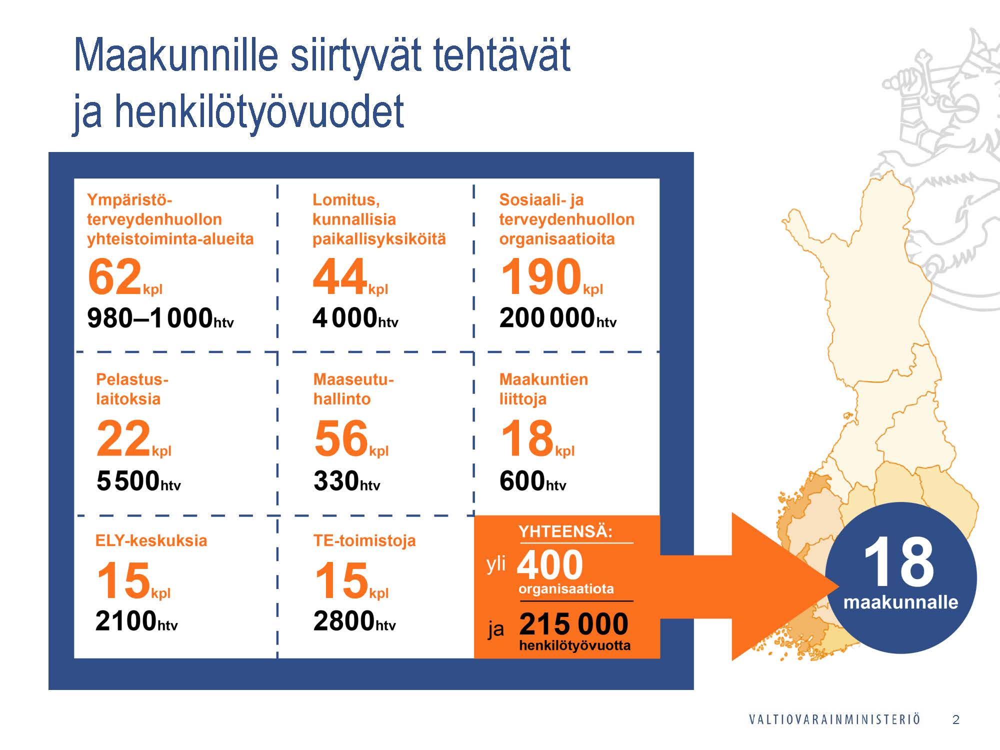 Maakunnille siirtyvät tehtävät
ja henkilötyövuodet
Ympäristö-
terveydenhuollon
yhteistoiminta-alueita
62 kpl
980–1 000 htv
Lomitus,
kunnallisia
paikallisyksiköitä
44 kpl
4 000 htv
Sosiaali- ja
terveydenhuollon
organisaatioita
190 kpl
200 000 htv
Pelastus-
laitoksia
22 kpl
5 500 htv
Maaseutu-
hallinto
56 kpl
330 htv
Maakuntien
liittoja
18 kpl
600 htv
ELY-keskuksia
15 kpl
2100 htv
TE-toimistoja
15 kpl
2800 htv
YHTEENSÄ:
yli 400
organisaatiota
ja 215 000
henkilötyövuotta
18
maakunnalle
VALTIOVARAINMINISTERIÖ
2